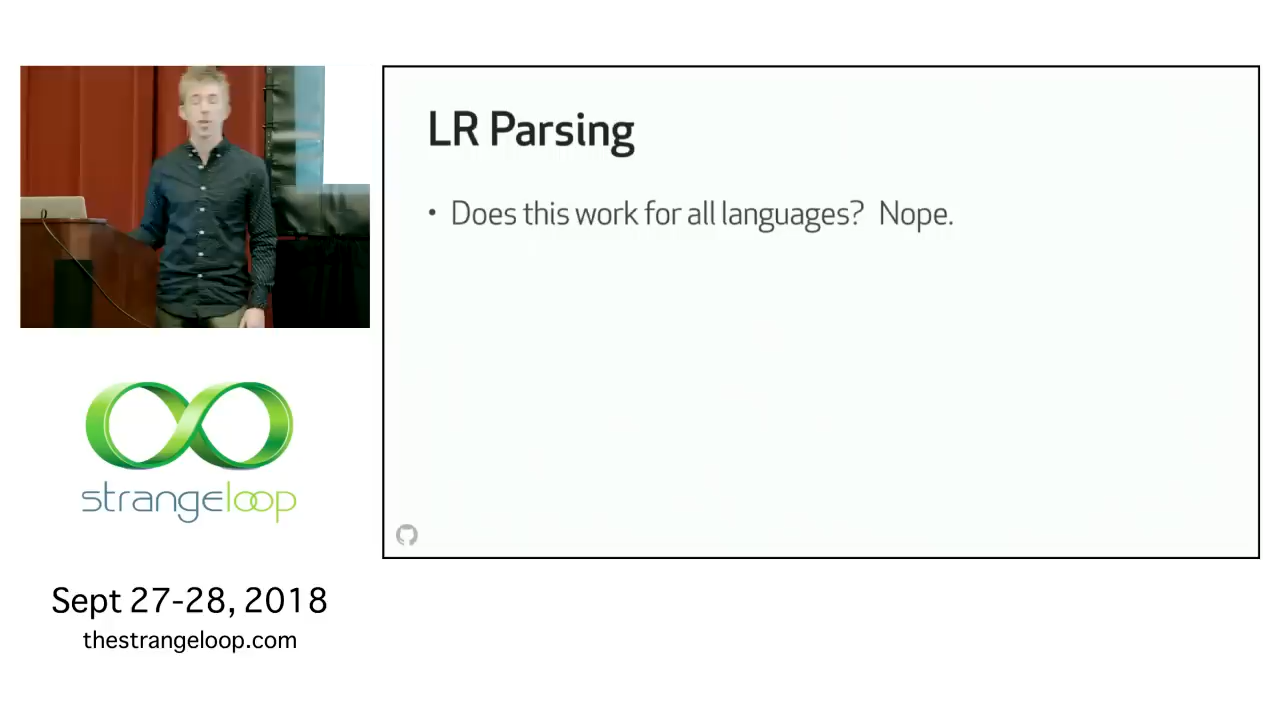 LR Parsing
• Does this work for all languages? Nope.
strangeloop
Sept 27-28, 2018
thestrangeloop.com